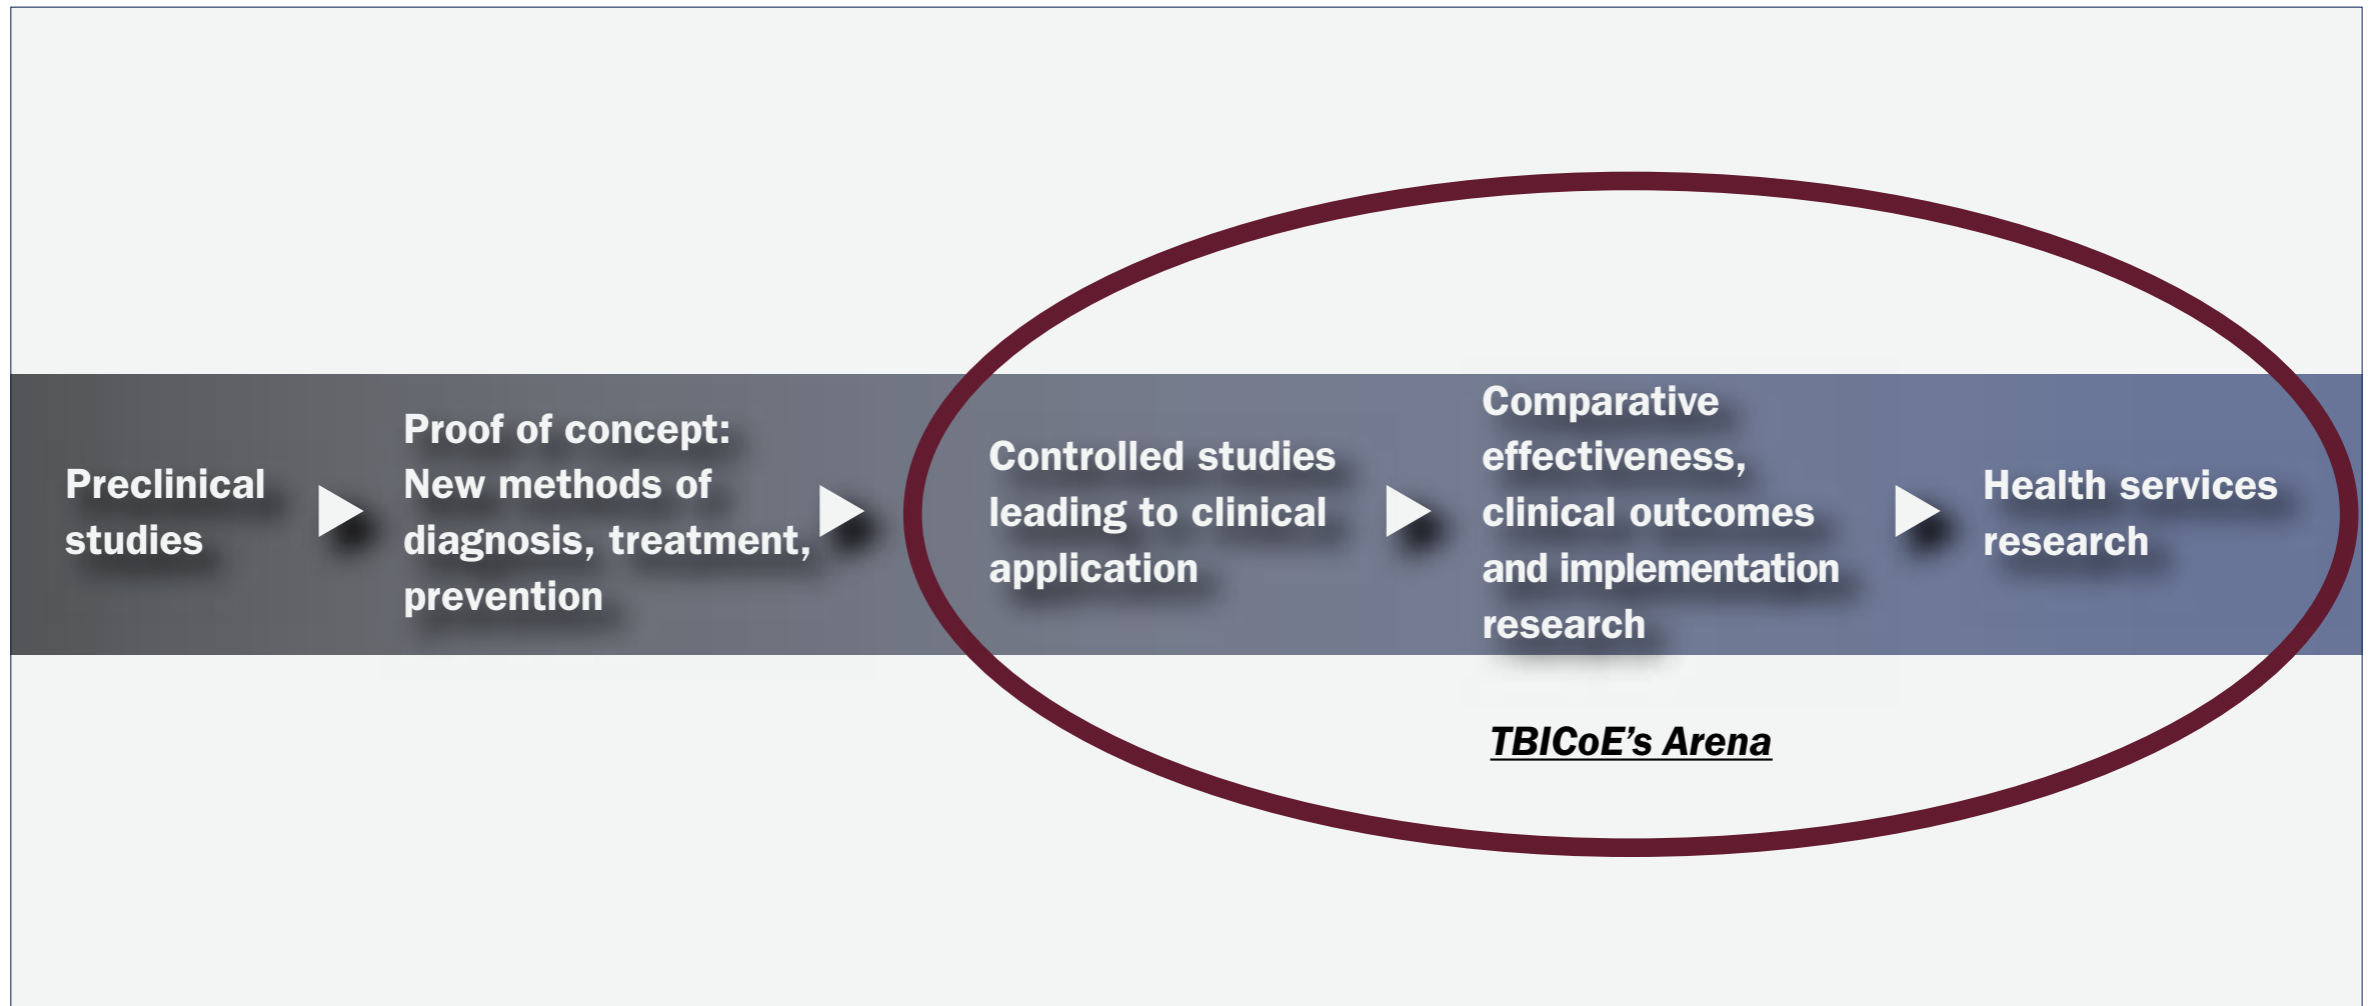 Preclinical
studies
Proof of concept:
New methods of
diagnosis, treatment,
prevention
Controlled studies
leading to clinical
application
Comparative
effectiveness,
clinical outcomes
and implementation
research
Health services
research
TBICoE’s Arena